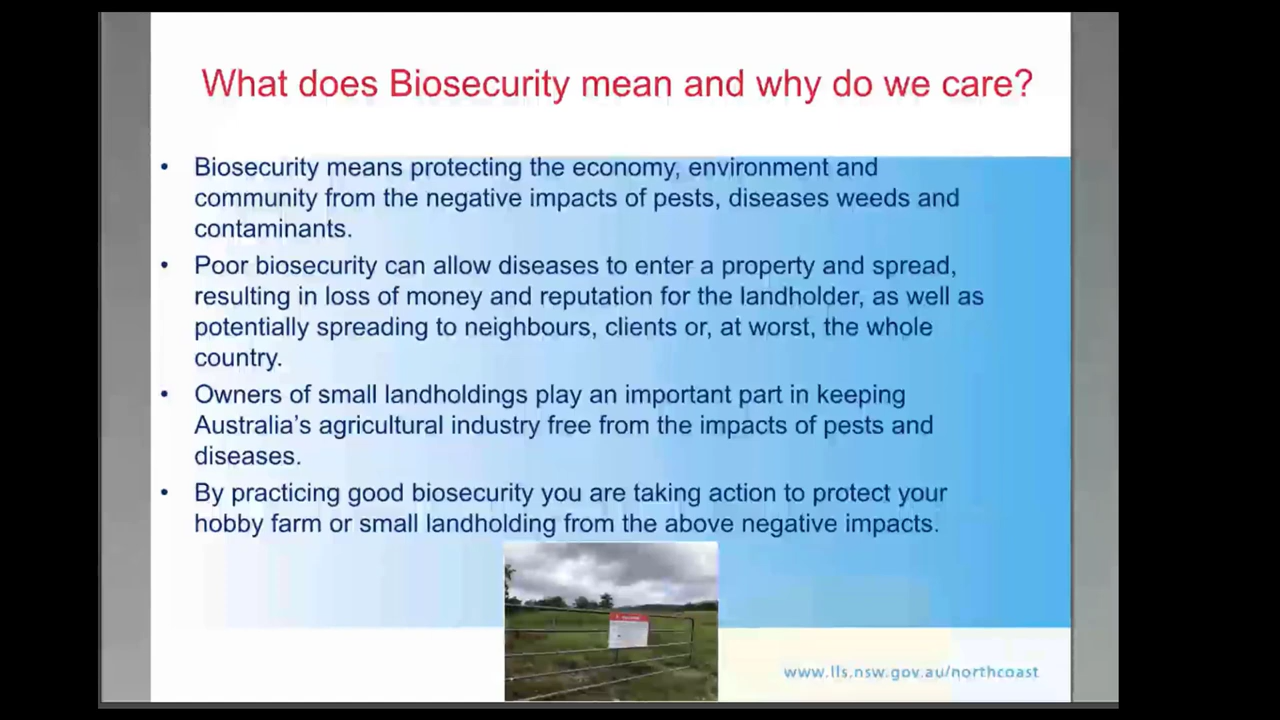 What does Biosecurity mean and why do we care?
• Biosecurity means protecting the economy, environment and
community from the negative impacts of pests, diseases weeds and
contaminants.
• Poor biosecurity can allow diseases to enter a property and spread,
resulting in loss of money and reputation for the landholder, as well as
potentially spreading to neighbours, clients or, at worst, the whole
country.
• Owners of small landholdings play an important part in keeping
Australia’s agricultural industry free from the impacts of pests and
diseases.
• By practicing good biosecurity you are taking action to protect your
hobby farm or small landholding from the above negative impacts.
www.lls.nsw.gov.au/northcoast